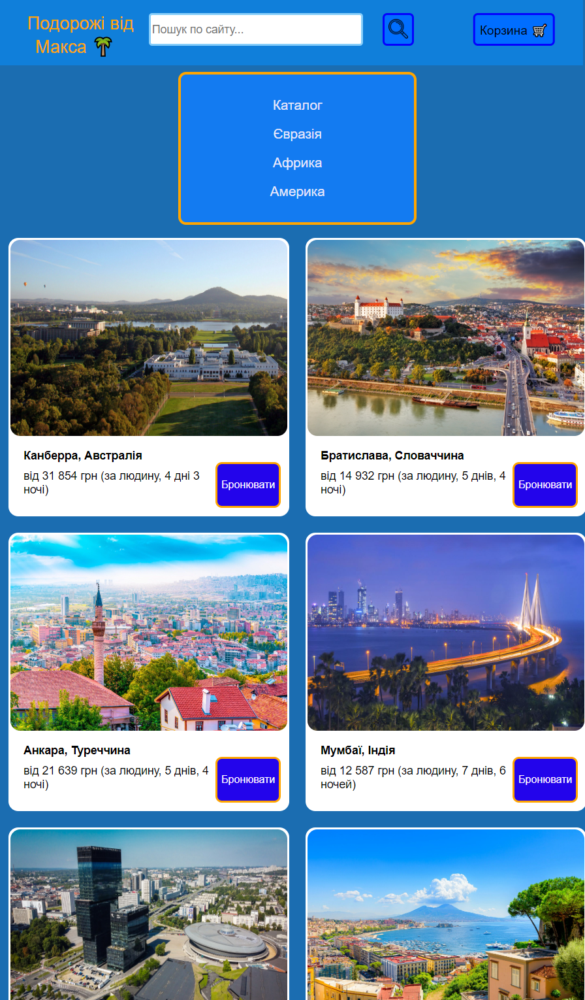 Подорожі від
Макса
Пошук по сайту...
Корзина
Каталог
Євразія
Африка
Америка
Канберра, Австралія
від 31 854 грн (за людину, 4 дні 3
ночі)
Бронювати
Братислава, Словаччина
від 14 932 грн (за людину, 5 днів, 4
ночі)
Бронювати
Анкара, Туреччина
від 21 639 грн (за людину, 5 днів, 4
ночі)
Бронювати
Мумбаї, Індія
від 12 587 грн (за людину, 7 днів, 6
ночей)
Бронювати